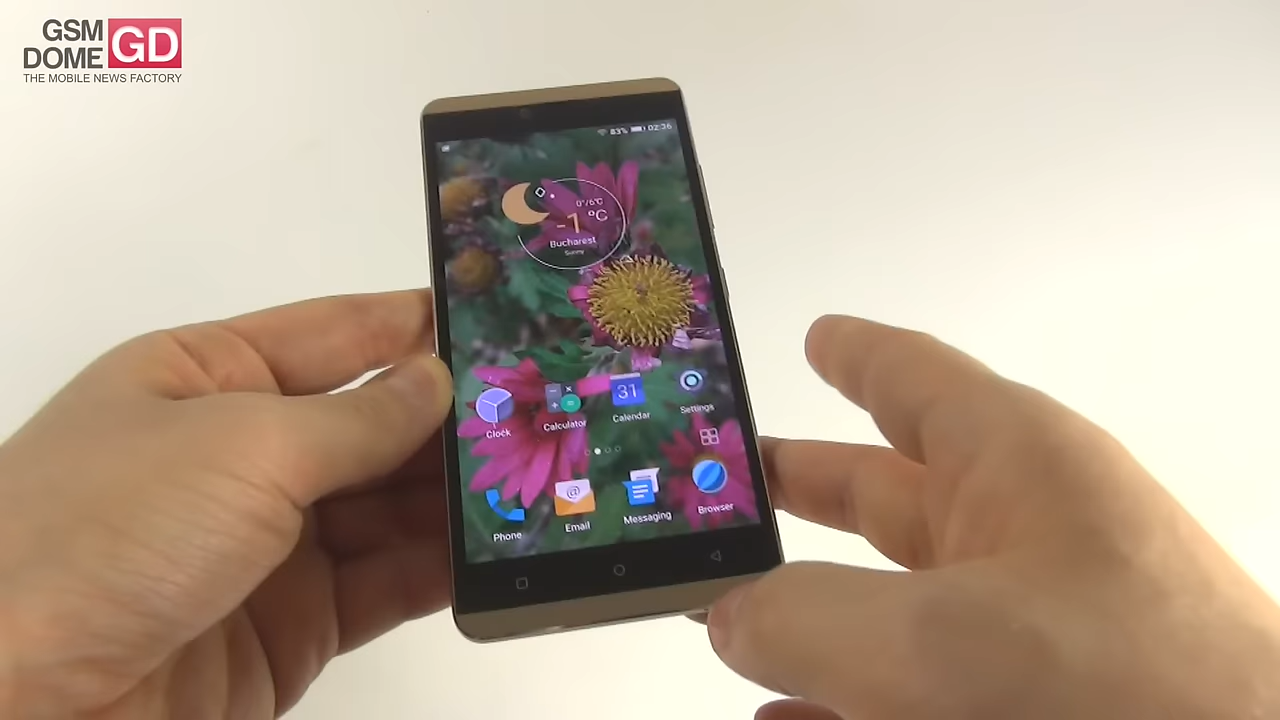 GSM
DOME GD
THE MOBILE NEWS FACTORY
83% 02:36
0°/6°C
-1 °C
Bucharest
Sunny
31
Clock
Calculator
Calendar
Settings
@
Phone
Email
Messaging
Browser